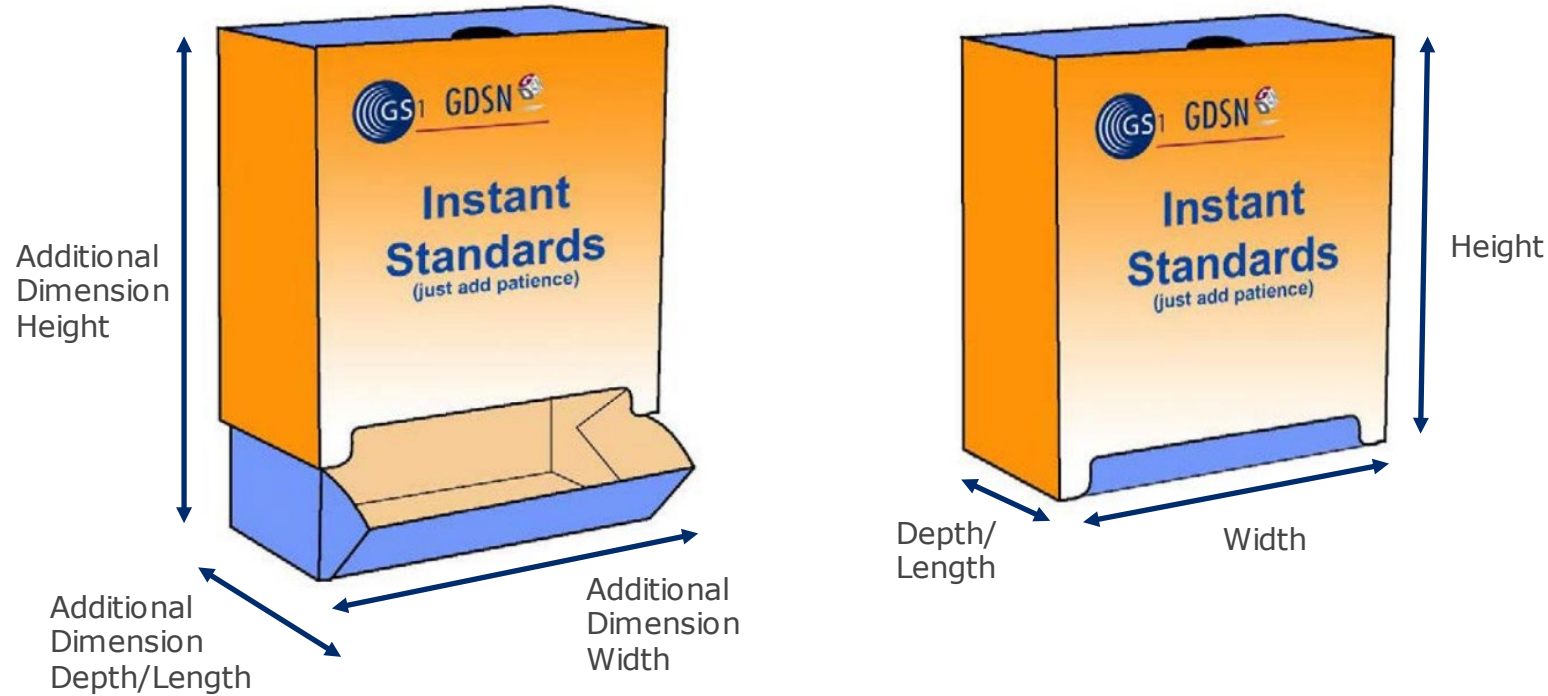 GS1 GDSN
Instant
Standards
(just add patience)
Additional
Dimension
Height
Additional
Dimension
Depth/Length
Additional
Dimension
Width
GS1 GDSN
Instant
Standards
(just add patience)
Height
Depth/
Length
Width